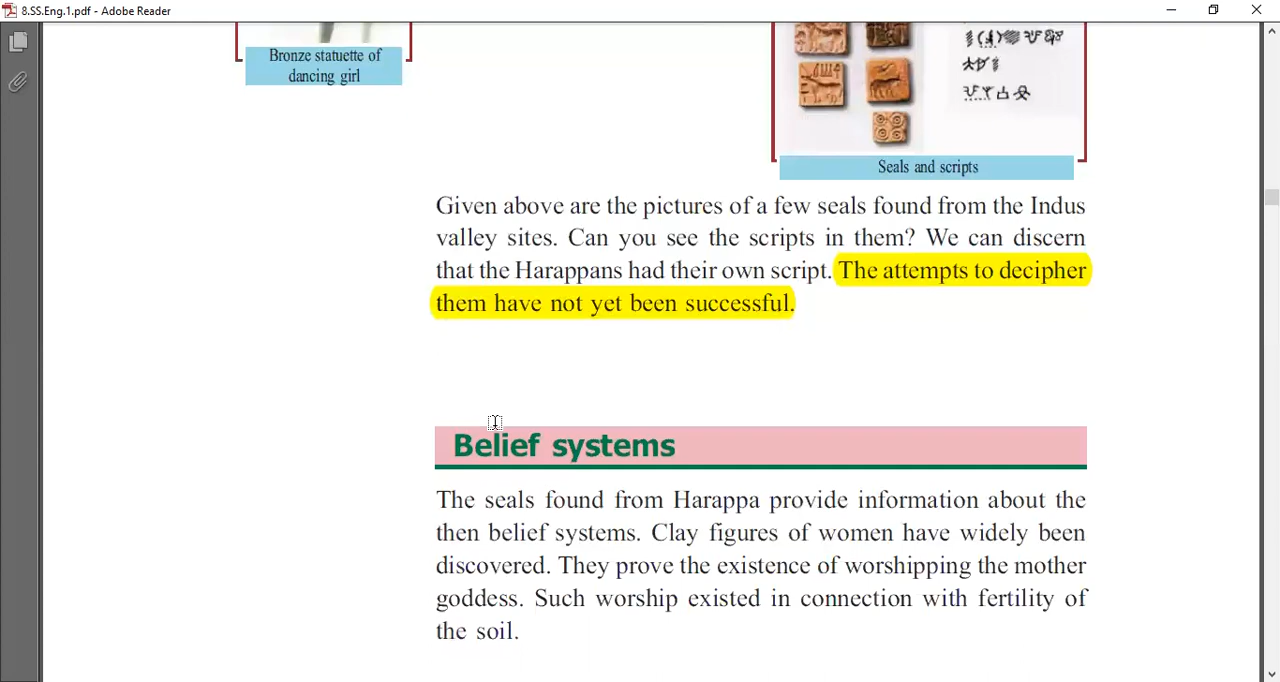 8.SS.Eng.1.pdf - Adobe Reader
Bronze statuette of
dancing girl
Seals and scripts
Given above are the pictures of a few seals found from the Indus
valley sites. Can you see the scripts in them? We can discern
that the Harappans had their own script. The attempts to decipher
them have not yet been successful.
Belief systems
The seals found from Harappa provide information about the
then belief systems. Clay figures of women have widely been
discovered. They prove the existence of worshipping the mother
goddess. Such worship existed in connection with fertility of
the soil.